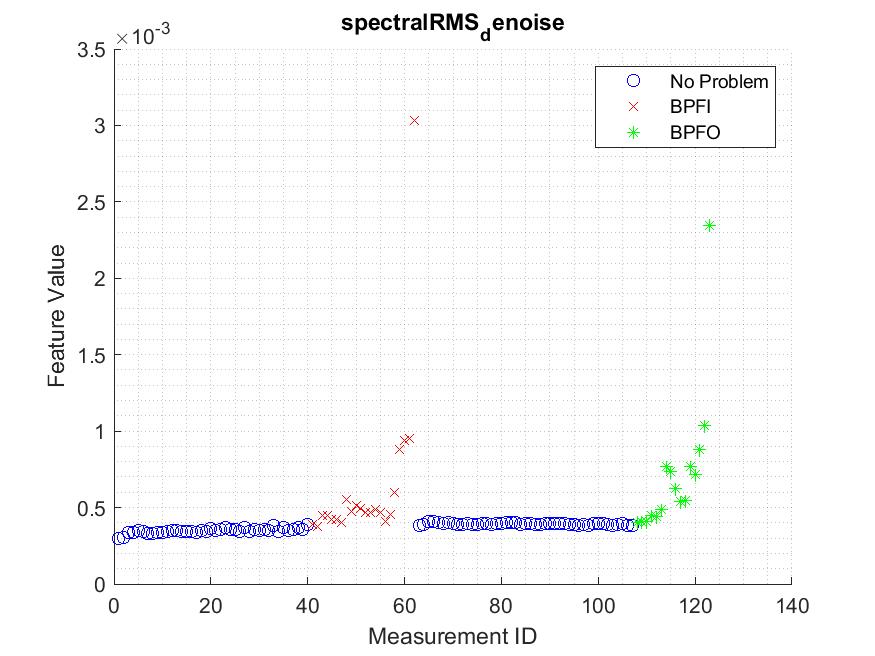 spectralRMS_denoise
×10-3
3.5
3
2.5
2
1.5
1
0.5
0
0 20 40 60 80 100 120 140
Feature Value
Measurement ID
No Problem
BPFI
BPFO